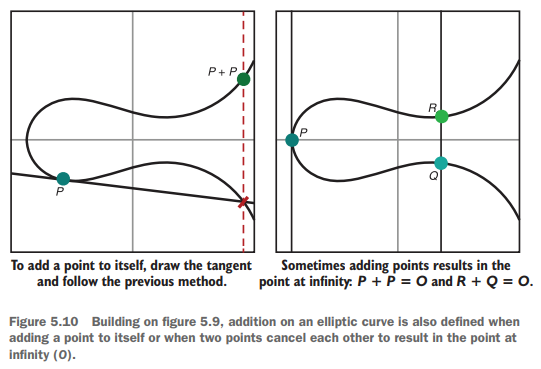 P + P
P
To add a point to itself, draw the tangent
and follow the previous method.
P
R
Q
Sometimes adding points results in the
point at infinity: P + P = O and R + Q = O.
Figure 5.10 Building on figure 5.9, addition on an elliptic curve is also defined when
adding a point to itself or when two points cancel each other to result in the point at
infinity (O).